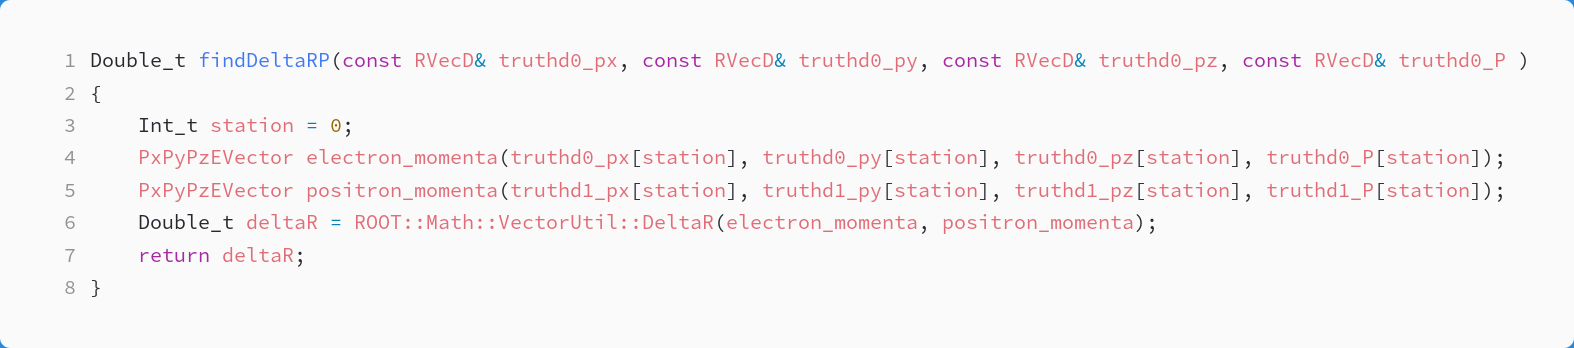 1 Double_t findDeltaRP(const RVecD& truthd0_px, const RVecD& truthd0_py, const RVecD& truthd0_pz, const RVecD& truthd0_P )
2 {
3     Int_t station = 0;
4     PxPyPzEVector electron_momenta(truthd0_px[station], truthd0_py[station], truthd0_pz[station], truthd0_P[station]);
5     PxPyPzEVector positron_momenta(truthd1_px[station], truthd1_py[station], truthd1_pz[station], truthd1_P[station]);
6     Double_t deltaR = ROOT::Math::VectorUtil::DeltaR(electron_momenta, positron_momenta);
7     return deltaR;
8 }